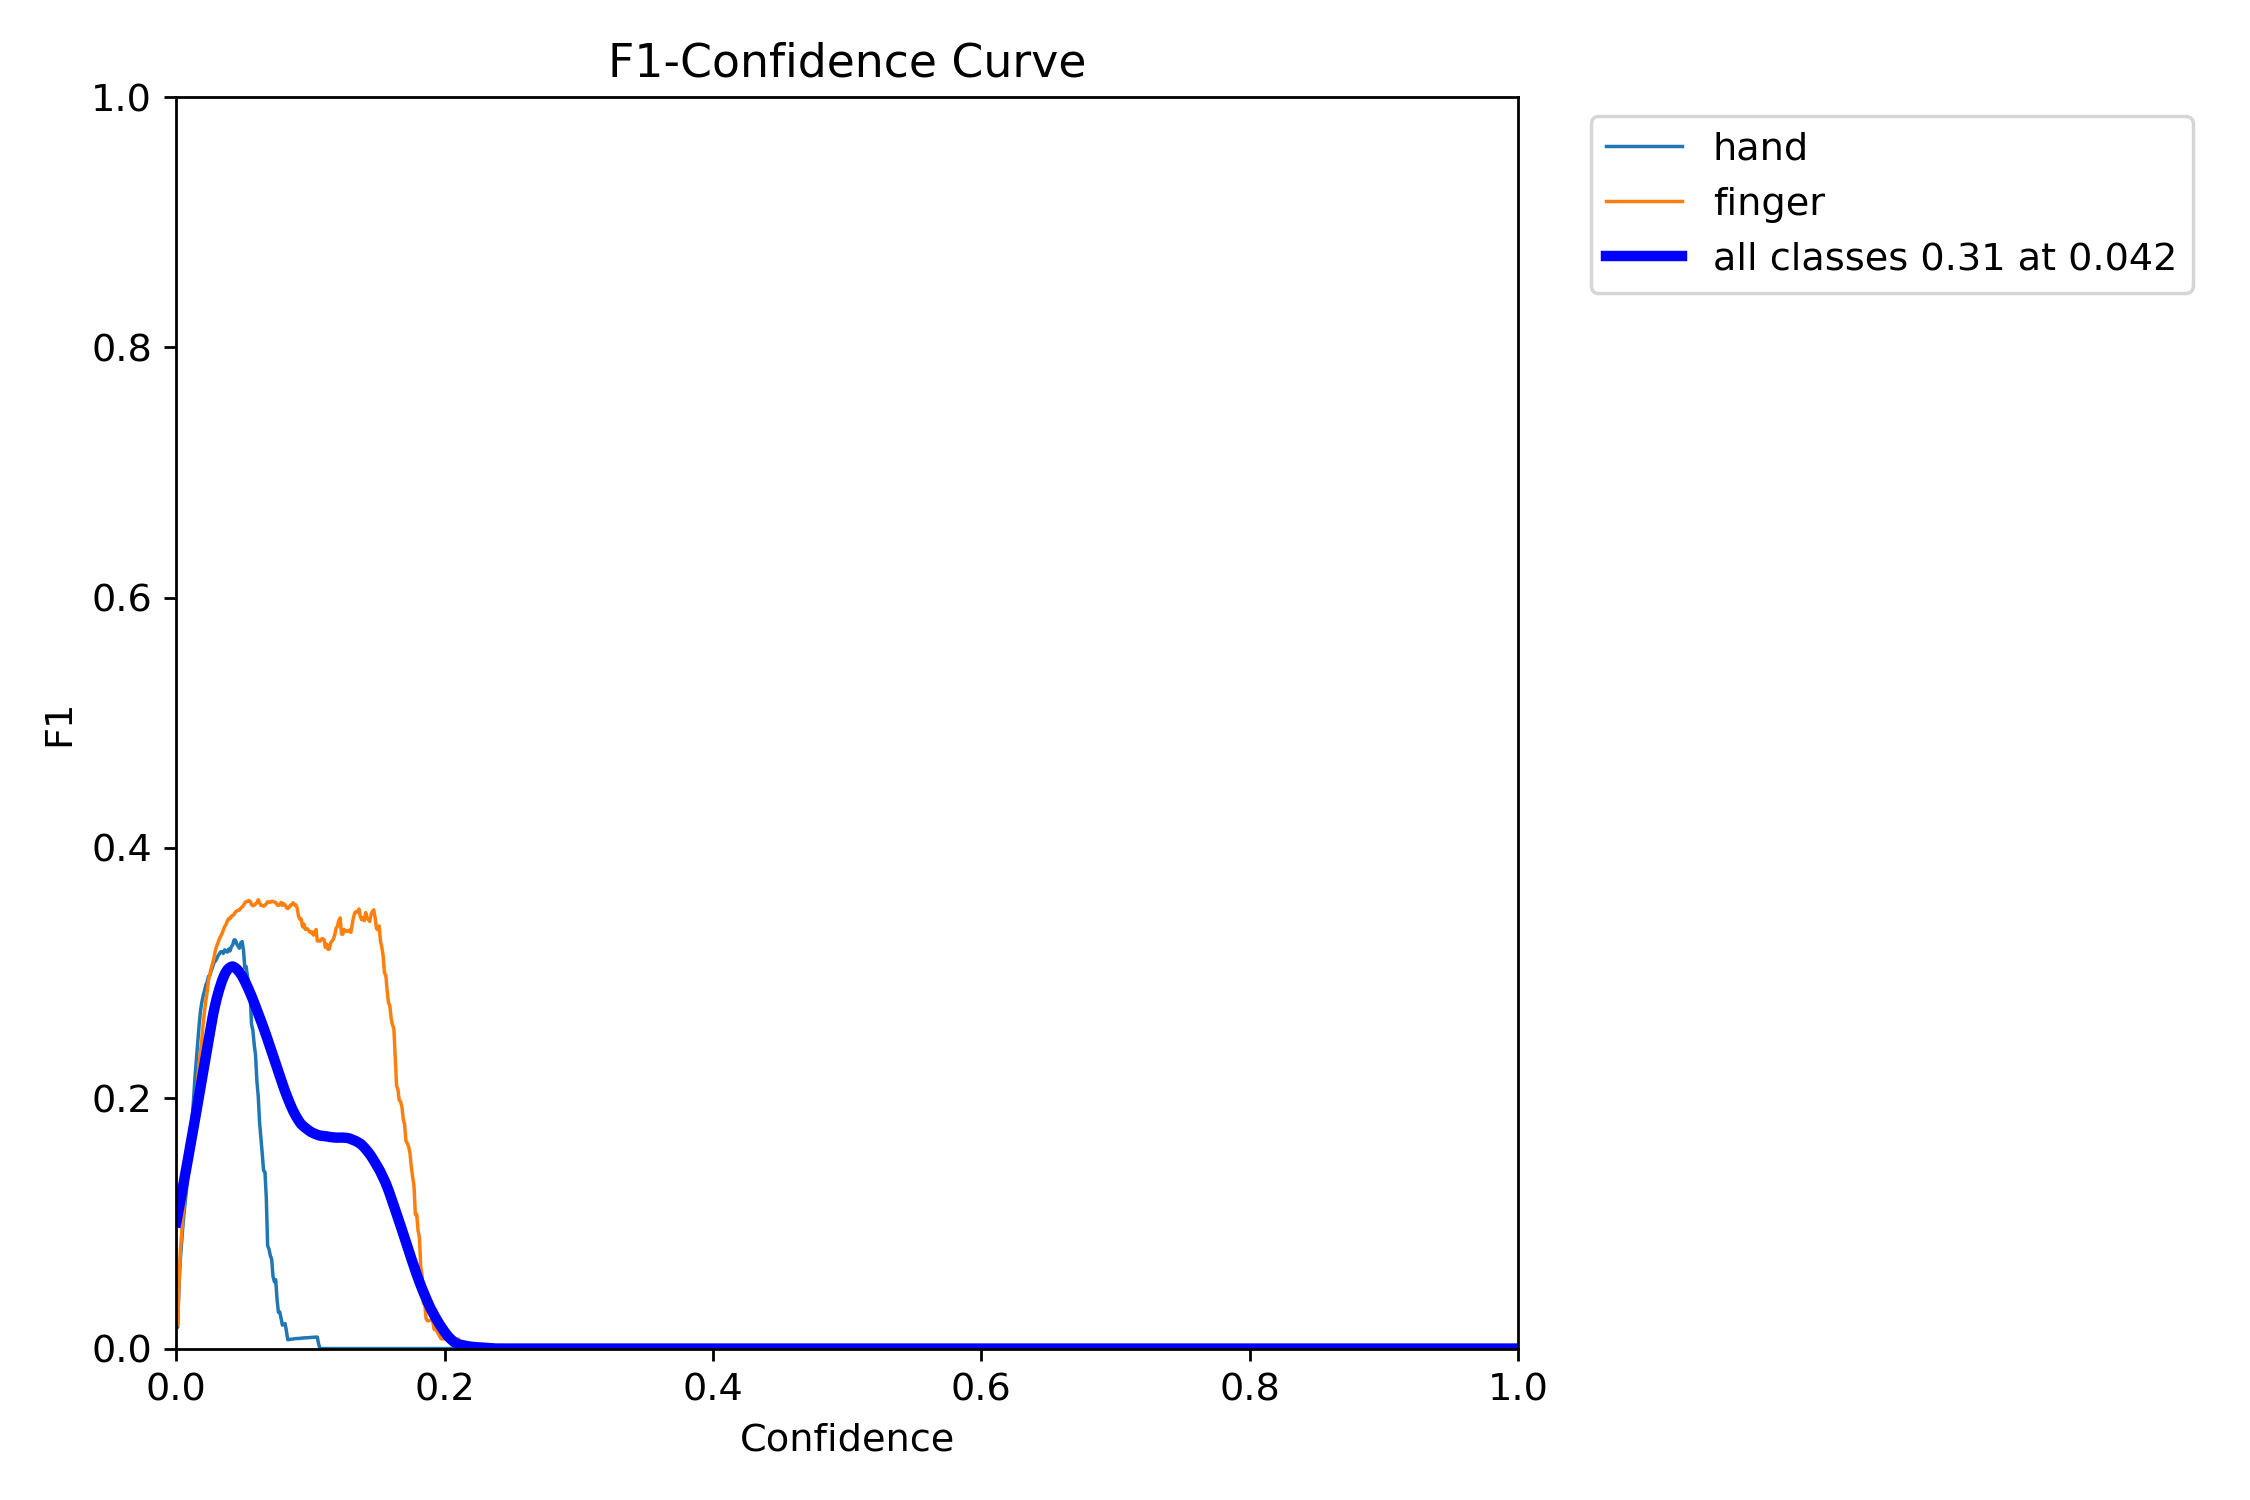 F1-Confidence Curve
1.0
0.8
0.6
0.4
0.2
0.0
F1
0.0 0.2 0.4 0.6 0.8 1.0
Confidence
hand
finger
all classes 0.31 at 0.042